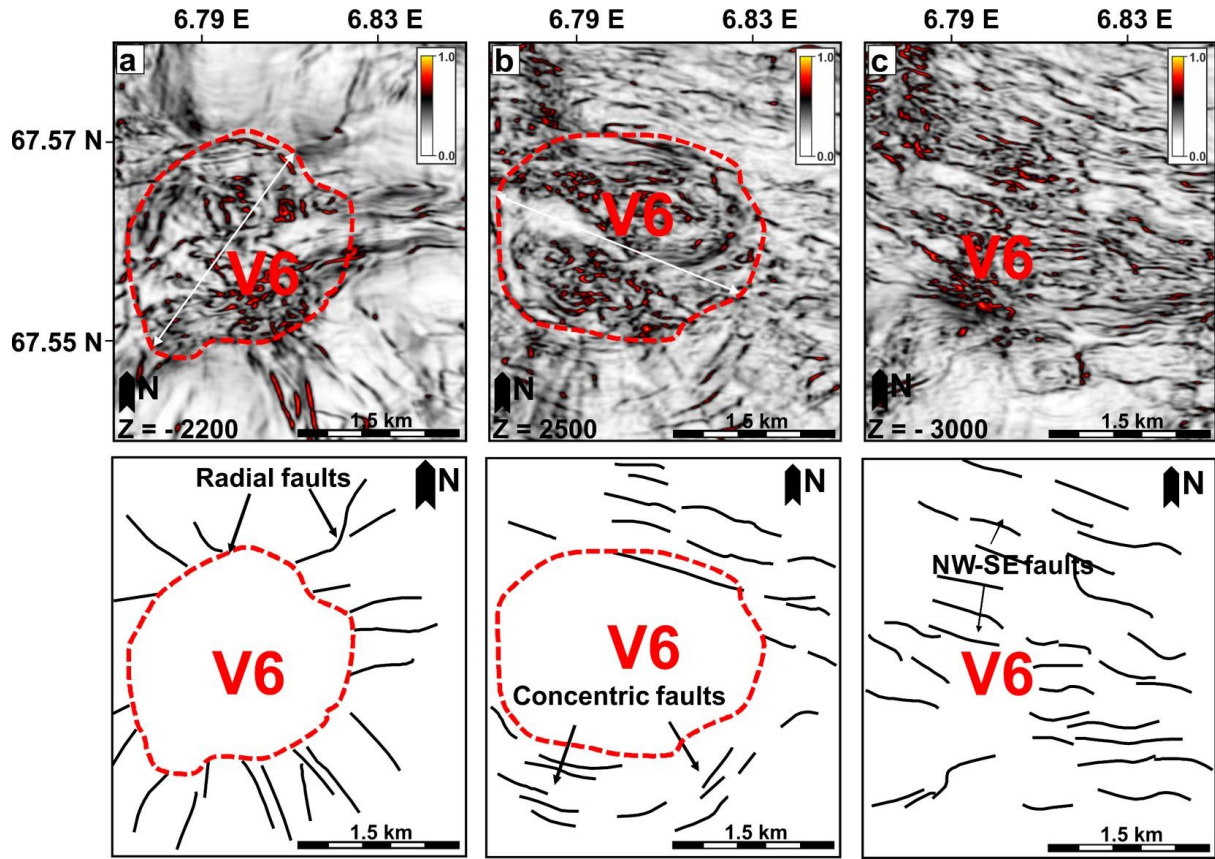 6.79 E 6.83 E 6.79 E 6.83 E 6.79 E 6.83 E
a 1.0 b 1.0 c 1.0
67.57 N 0.0 0.0 0.0
V6 V6 V6
67.55 N
N N N
1.5 km 1.5 km 1.5 km
Z = - 2200 Z = 2500 Z = - 3000
Radial faults N N N
NW-SE faults
V6 V6 V6
Concentric faults
1.5 km 1.5 km 1.5 km